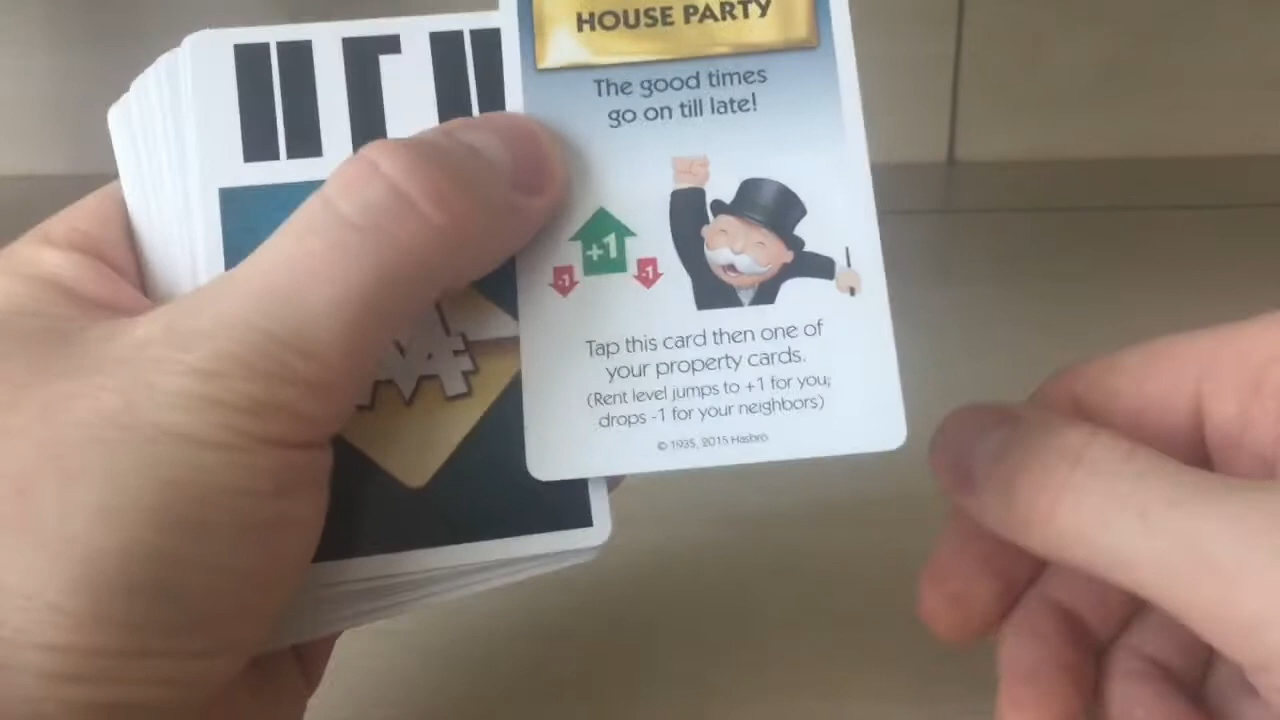 HOUSE PARTY
The good times
go on till late!
+1
-1 -1
Tap this card then one of
your property cards.
(Rent level jumps to +1 for you;
drops -1 for your neighbors)
© 1935, 2015 Hasbro